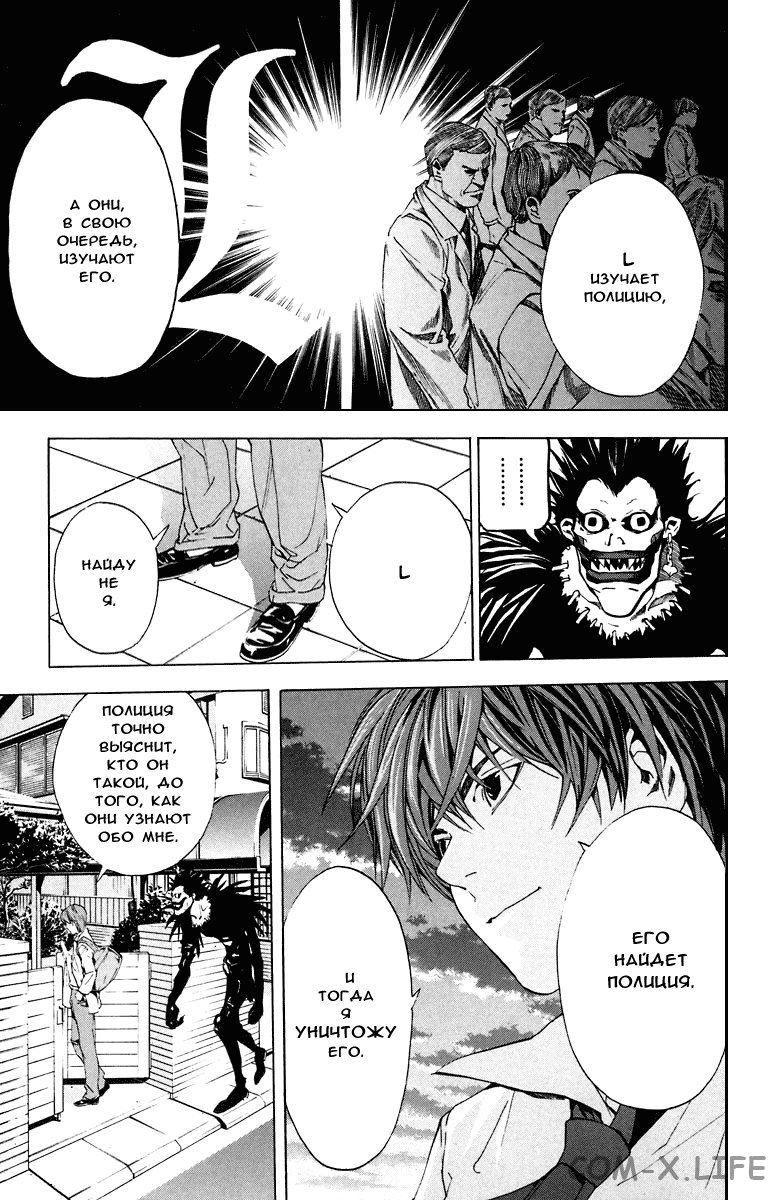 L
ИЗУЧАЕТ
ПОЛИЦИЮ,
L
А ОНИ,
В СВОЮ
ОЧЕРЕДЬ,
ИЗУЧАЮТ
ЕГО.
L
НАЙДУ
НЕ
Я.
ЕГО
НАЙДЕТ
ПОЛИЦИЯ.
И
ТОГДА
Я
УНИЧТОЖУ
ЕГО.
ПОЛИЦИЯ
ТОЧНО
ВЫЯСНИТ,
КТО ОН
ТАКОЙ, ДО
ТОГО, КАК
ОНИ УЗНАЮТ
ОБО МНЕ.
COM-X.LIFE